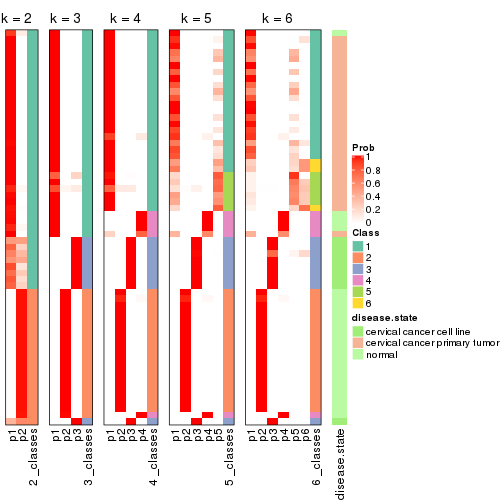 k = 2 k = 3 k = 4 k = 5 k = 6
Prob
1
0.8
0.6
0.4
0.2
0
Class
1
2
3
4
5
6
disease.state
cervical cancer cell line
cervical cancer primary tumor
normal
p1 p2 2_classes p1 p2 p3 3_classes p1 p2 p3 p4 4_classes p1 p2 p3 p4 p5 5_classes p1 p2 p3 p4 p5 p6 6_classes disease.state